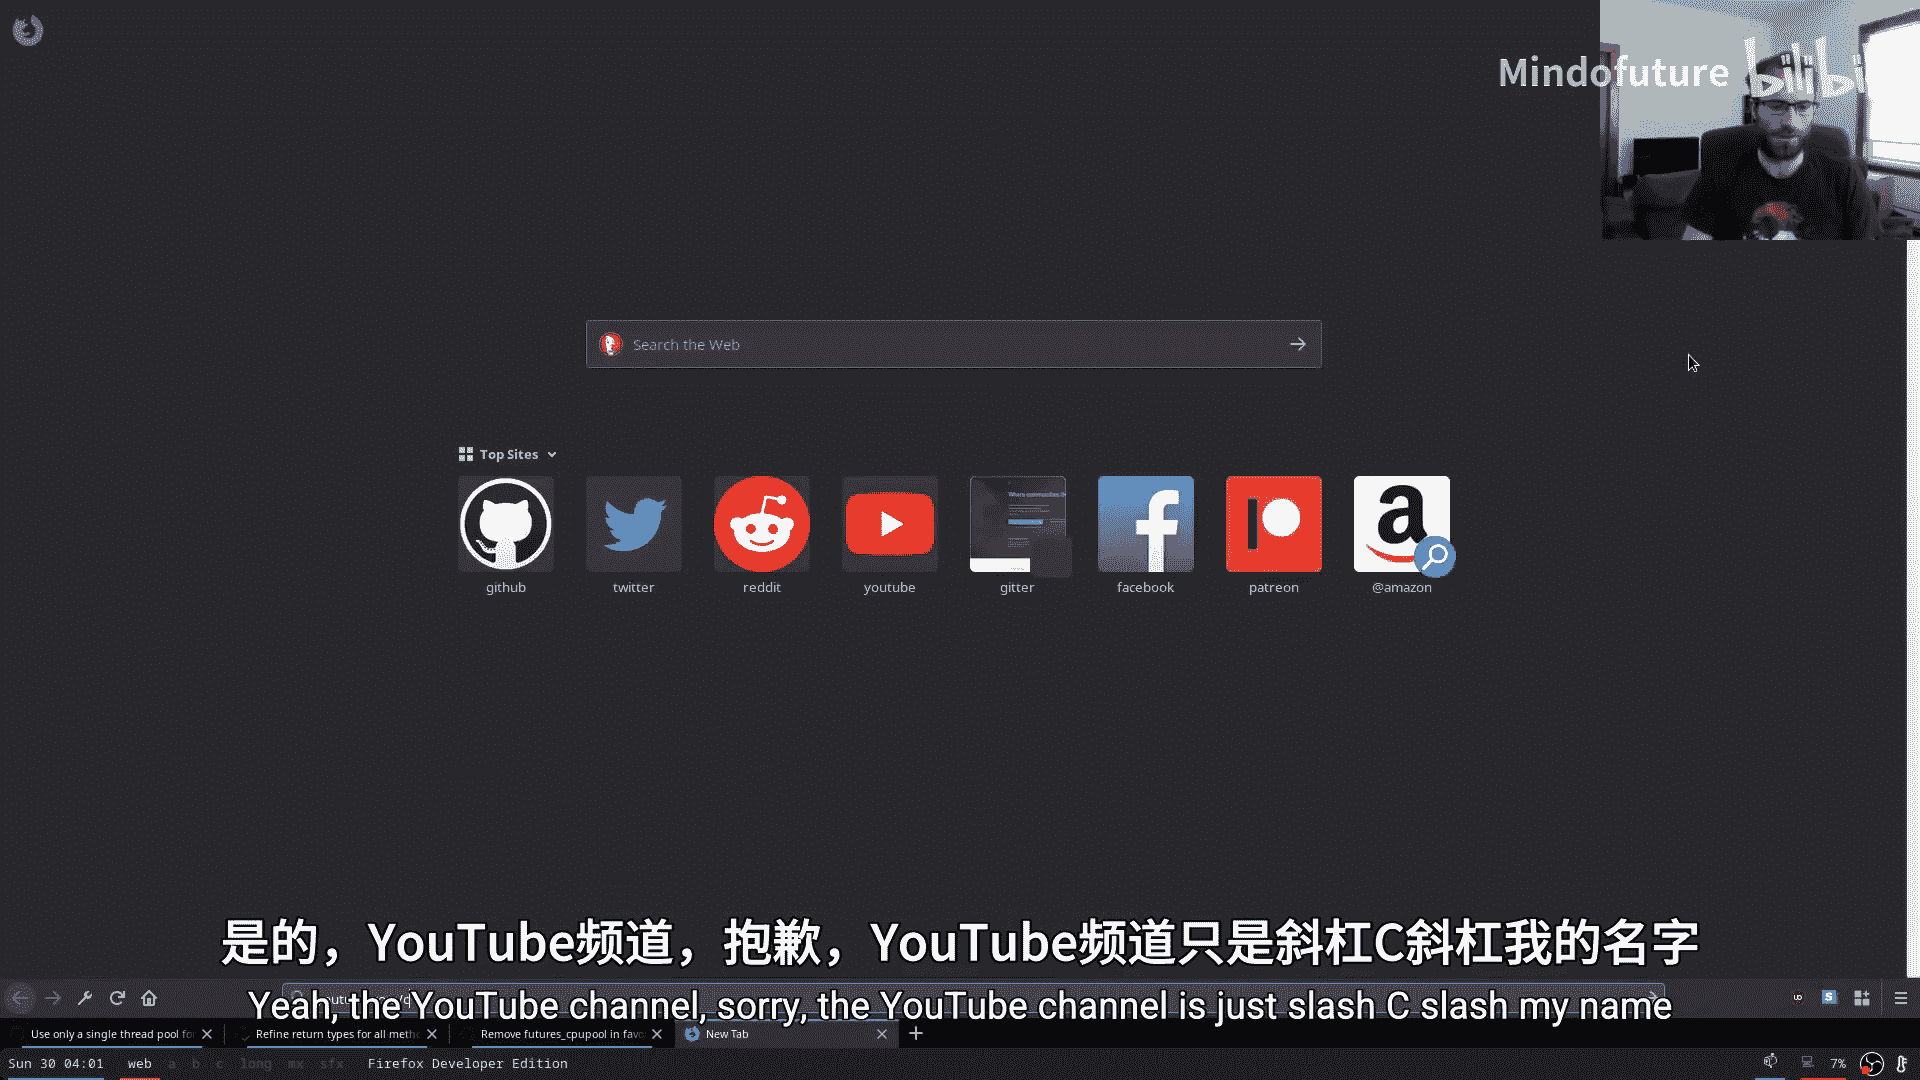 Mindofuture bilibi
Search the Web
Top Sites
github
twitter
reddit
youtube
gitter
facebook
patreon
@amazon
是的，YouTube频道，抱歉，YouTube频道只是斜杠C斜杠我的名字
Yeah, the YouTube channel, sorry, the YouTube channel is just slash C slash my name
Use only a single thread pool fo
Refine return types for all meth
Remove futures_cpupool in favo
New Tab
Sun 30 04:01
web
a b c long mx sfx
Firefox Developer Edition
7%